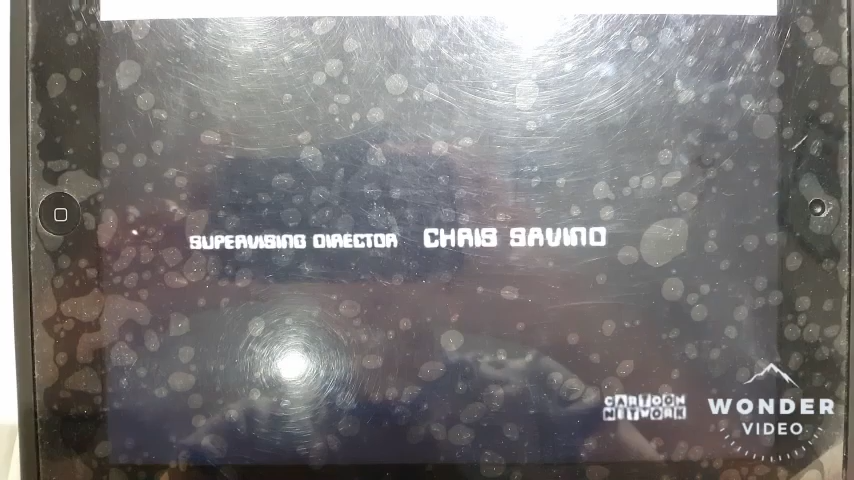 SUPERVISING DIRECTOR CHRIS SAVINO
CARTOON
NETWORK
WONDER
VIDEO